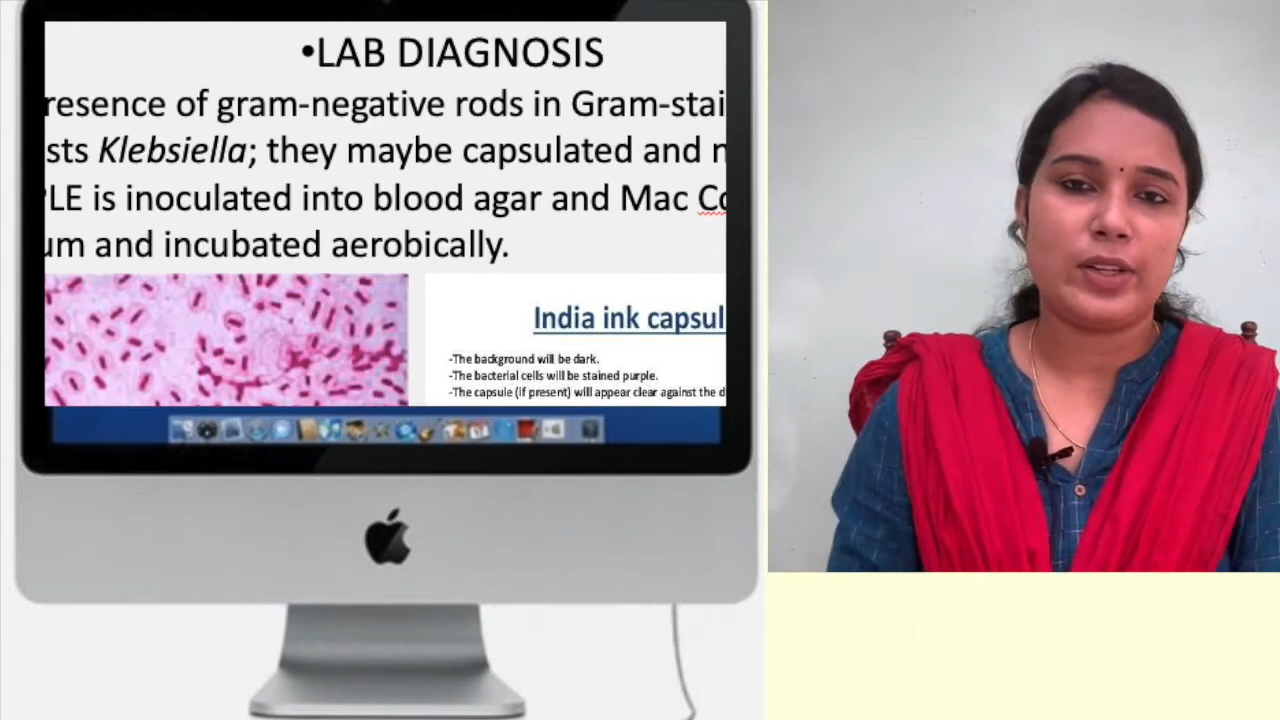 •LAB DIAGNOSIS
resence of gram-negative rods in Gram-stai
sts Klebsiella; they maybe capsulated and n
PLE is inoculated into blood agar and Mac Co
um and incubated aerobically.
India ink capsul
-The background will be dark.
-The bacterial cells will be stained purple.
-The capsule (if present) will appear clear against the d